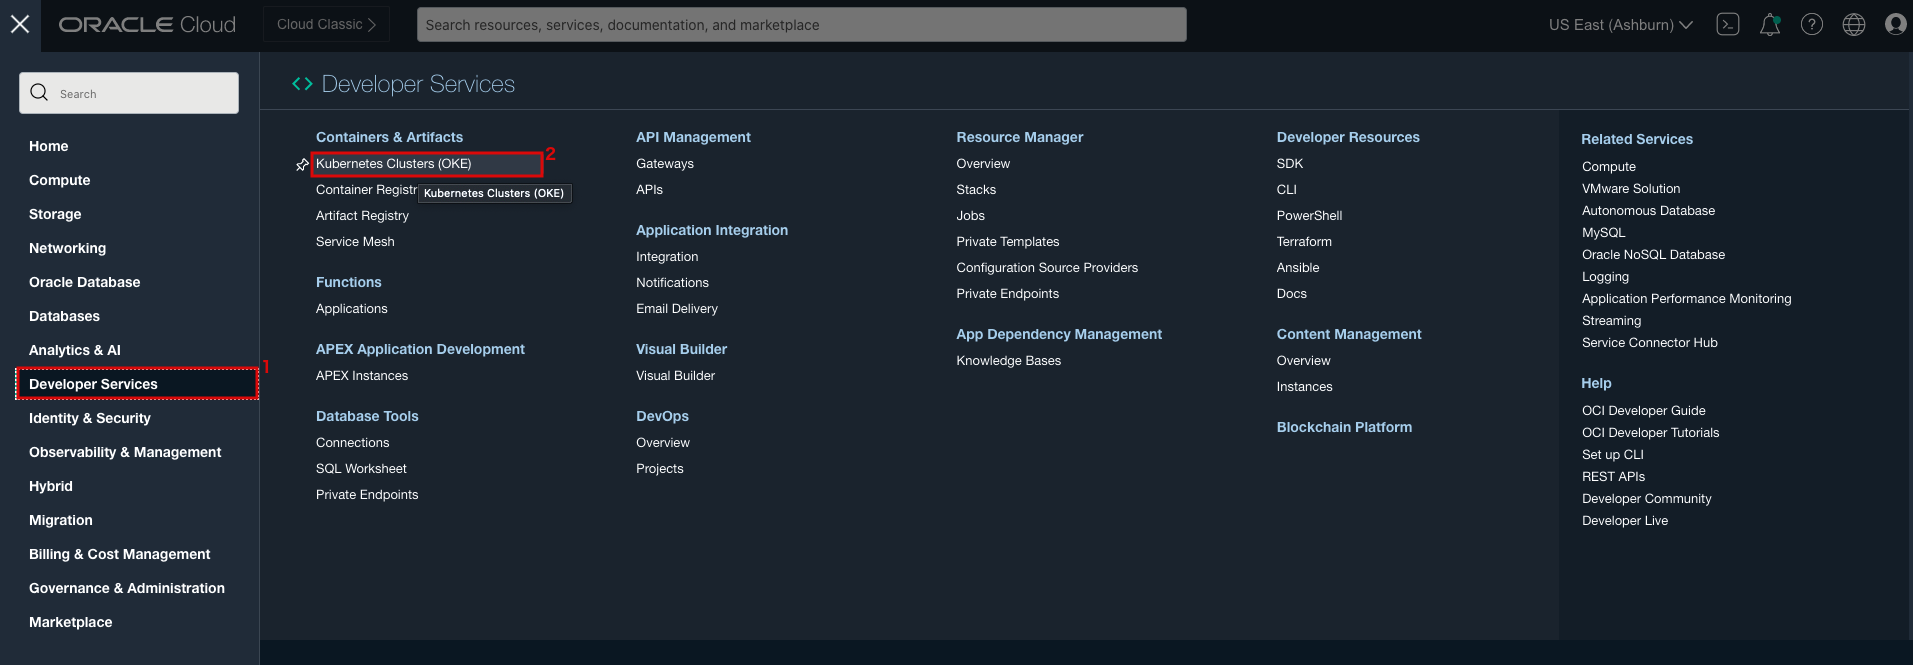 ORACLE Cloud
Cloud Classic
Search resources, services, documentation, and marketplace
US East (Ashburn)
Search
Home
Compute
Storage
Networking
Oracle Database
Databases
Analytics & AI
Developer Services
1
Identity & Security
Observability & Management
Hybrid
Migration
Billing & Cost Management
Governance & Administration
Marketplace
Developer Services
Containers & Artifacts
Kubernetes Clusters (OKE)
2
Container Registr
Kubernetes Clusters (OKE)
Artifact Registry
Service Mesh
Functions
Applications
APEX Application Development
APEX Instances
Database Tools
Connections
SQL Worksheet
Private Endpoints
API Management
Gateways
APIs
Application Integration
Integration
Notifications
Email Delivery
Visual Builder
Visual Builder
DevOps
Overview
Projects
Resource Manager
Overview
Stacks
Jobs
Private Templates
Configuration Source Providers
Private Endpoints
App Dependency Management
Knowledge Bases
Developer Resources
SDK
CLI
PowerShell
Terraform
Ansible
Docs
Content Management
Overview
Instances
Blockchain Platform
Related Services
Compute
VMware Solution
Autonomous Database
MySQL
Oracle NoSQL Database
Logging
Application Performance Monitoring
Streaming
Service Connector Hub
Help
OCI Developer Guide
OCI Developer Tutorials
Set up CLI
REST APIs
Developer Community
Developer Live